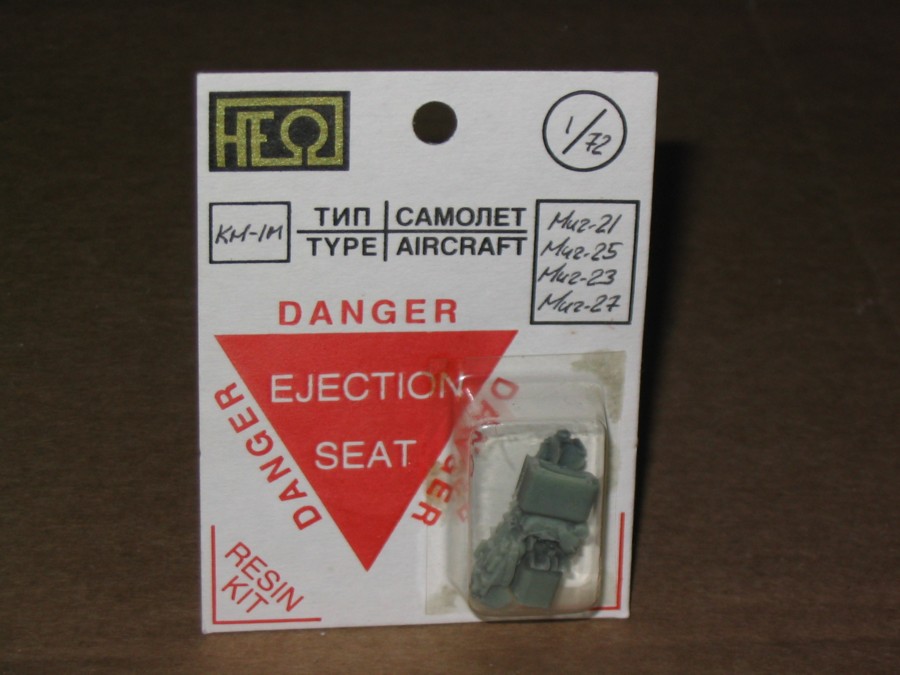 НЕΩ
1/72
КМ-1М
ТИП
САМОЛЕТ
TYPE
AIRCRAFT
Миг-21
Миг-25
Миг-23
Миг-27
DANGER
EJECTION
SEAT
DANGER
DANGER
RESIN
KIT